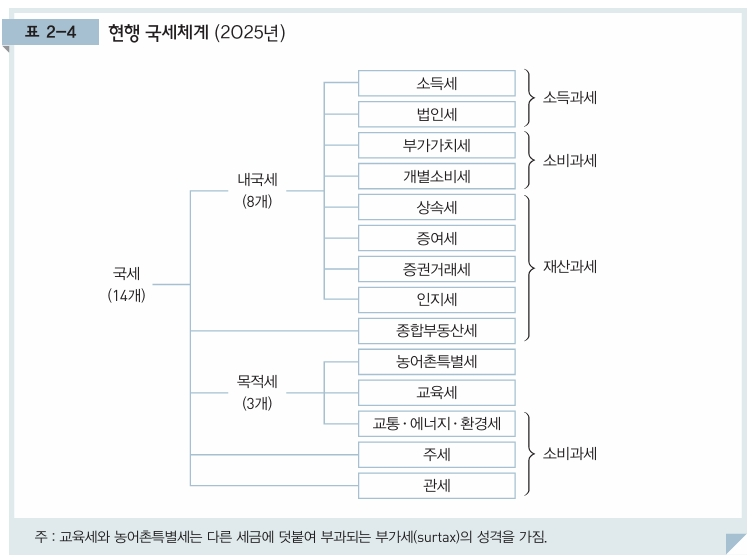 표 2-4 현행 국세체계 (2025년)
소득세
법인세
소득과세
부가가치세
개별소비세
소비과세
내국세
(8개)
상속세
증여세
증권거래세
인지세
종합부동산세
재산과세
국세
(14개)
목적세
(3개)
농어촌특별세
교육세
교통·에너지·환경세
주세
관세
소비과세
주 : 교육세와 농어촌특별세는 다른 세금에 덧붙여 부과되는 부가세(surtax)의 성격을 가짐.